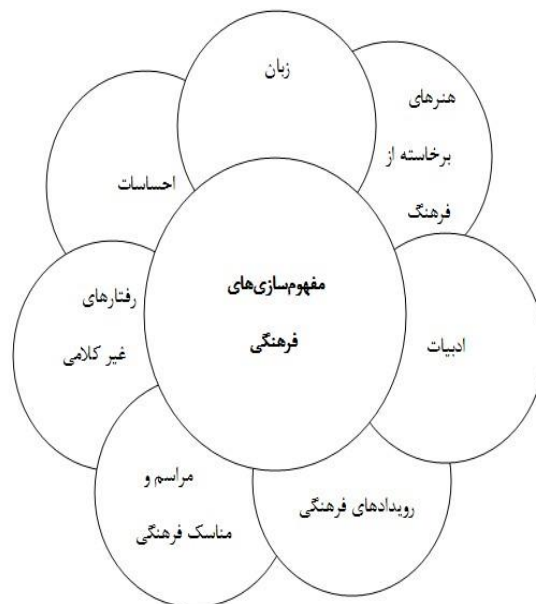 زبان
هنرهای
برخاسته از
فرهنگ
احساسات
مفهوم‌سازی‌های
فرهنگی
رفتارهای
غیر کلامی
ادبیات
مراسم و
مناسک فرهنگی
رویدادهای فرهنگی